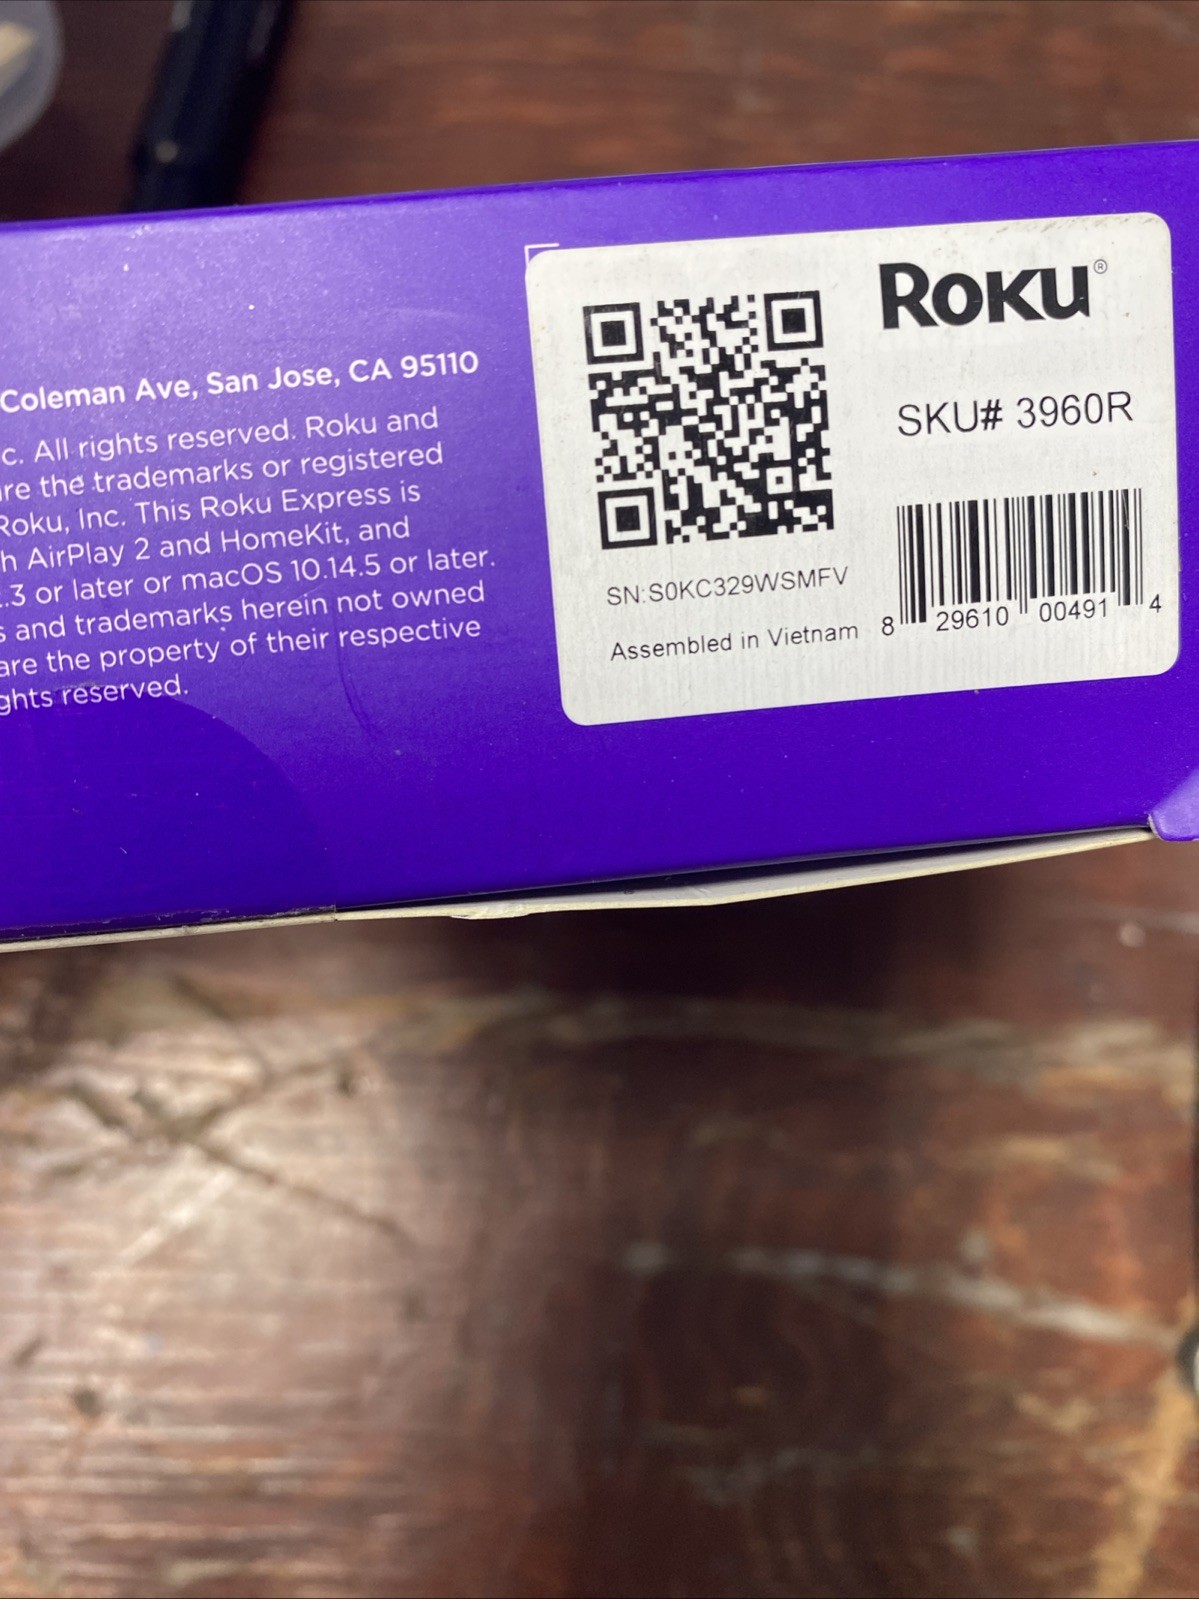 Coleman Ave, San Jose, CA 95110
c. All rights reserved. Roku and
are the trademarks or registered
Roku, Inc. This Roku Express is
h AirPlay 2 and HomeKit, and
.3 or later or macOS 10.14.5 or later.
s and trademarks herein not owned
are the property of their respective
ghts reserved.
ROKU®
SKU# 3960R
SN:S0KC329WSMFV
Assembled in Vietnam
8 29610 00491 4